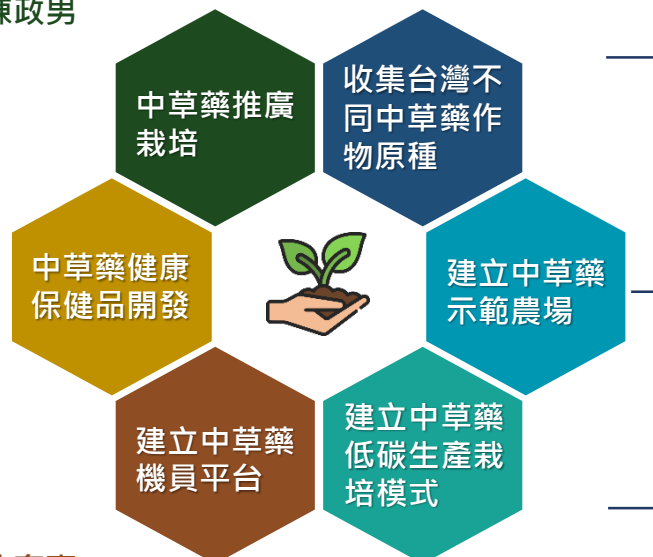 陳政男
中草藥推廣
栽培
收集台灣不
同中草藥作
物原種
中草藥健康
保健品開發
建立中草藥
示範農場
建立中草藥
機員平台
建立中草藥
低碳生產栽
培模式